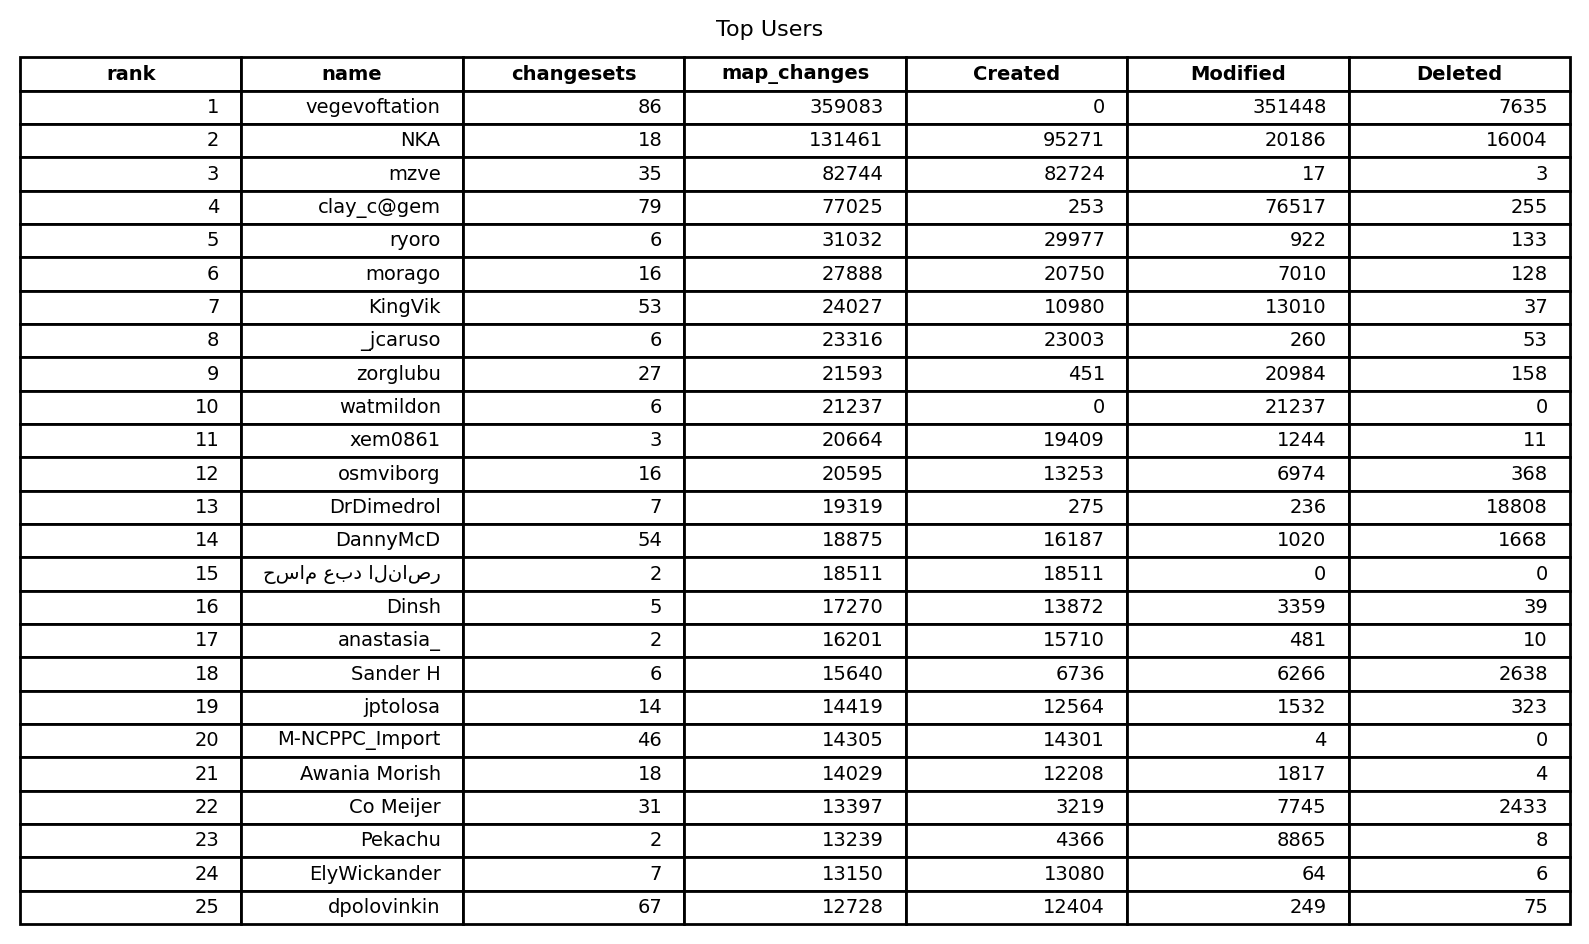 Top Users
rank name changesets map_changes Created Modified Deleted
1 vegevoftation 86 359083 0 351448 7635
2 NKA 18 131461 95271 20186 16004
3 mzve 35 82744 82724 17 3
4 clay_c@gem 79 77025 253 76517 255
5 ryoro 6 31032 29977 922 133
6 morago 16 27888 20750 7010 128
7 KingVik 53 24027 10980 13010 37
8 _jcaruso 6 23316 23003 260 53
9 zorglubu 27 21593 451 20984 158
10 watmildon 6 21237 0 21237 0
11 xem0861 3 20664 19409 1244 11
12 osmviborg 16 20595 13253 6974 368
13 DrDimedrol 7 19319 275 236 18808
14 DannyMcD 54 18875 16187 1020 1668
15 حسام عبد الناصر 2 18511 18511 0 0
16 Dinsh 5 17270 13872 3359 39
17 anastasia_ 2 16201 15710 481 10
18 Sander H 6 15640 6736 6266 2638
19 jptolosa 14 14419 12564 1532 323
20 M-NCPPC_Import 46 14305 14301 4 0
21 Awania Morish 18 14029 12208 1817 4
22 Co Meijer 31 13397 3219 7745 2433
23 Pekachu 2 13239 4366 8865 8
24 ElyWickander 7 13150 13080 64 6
25 dpolovinkin 67 12728 12404 249 75